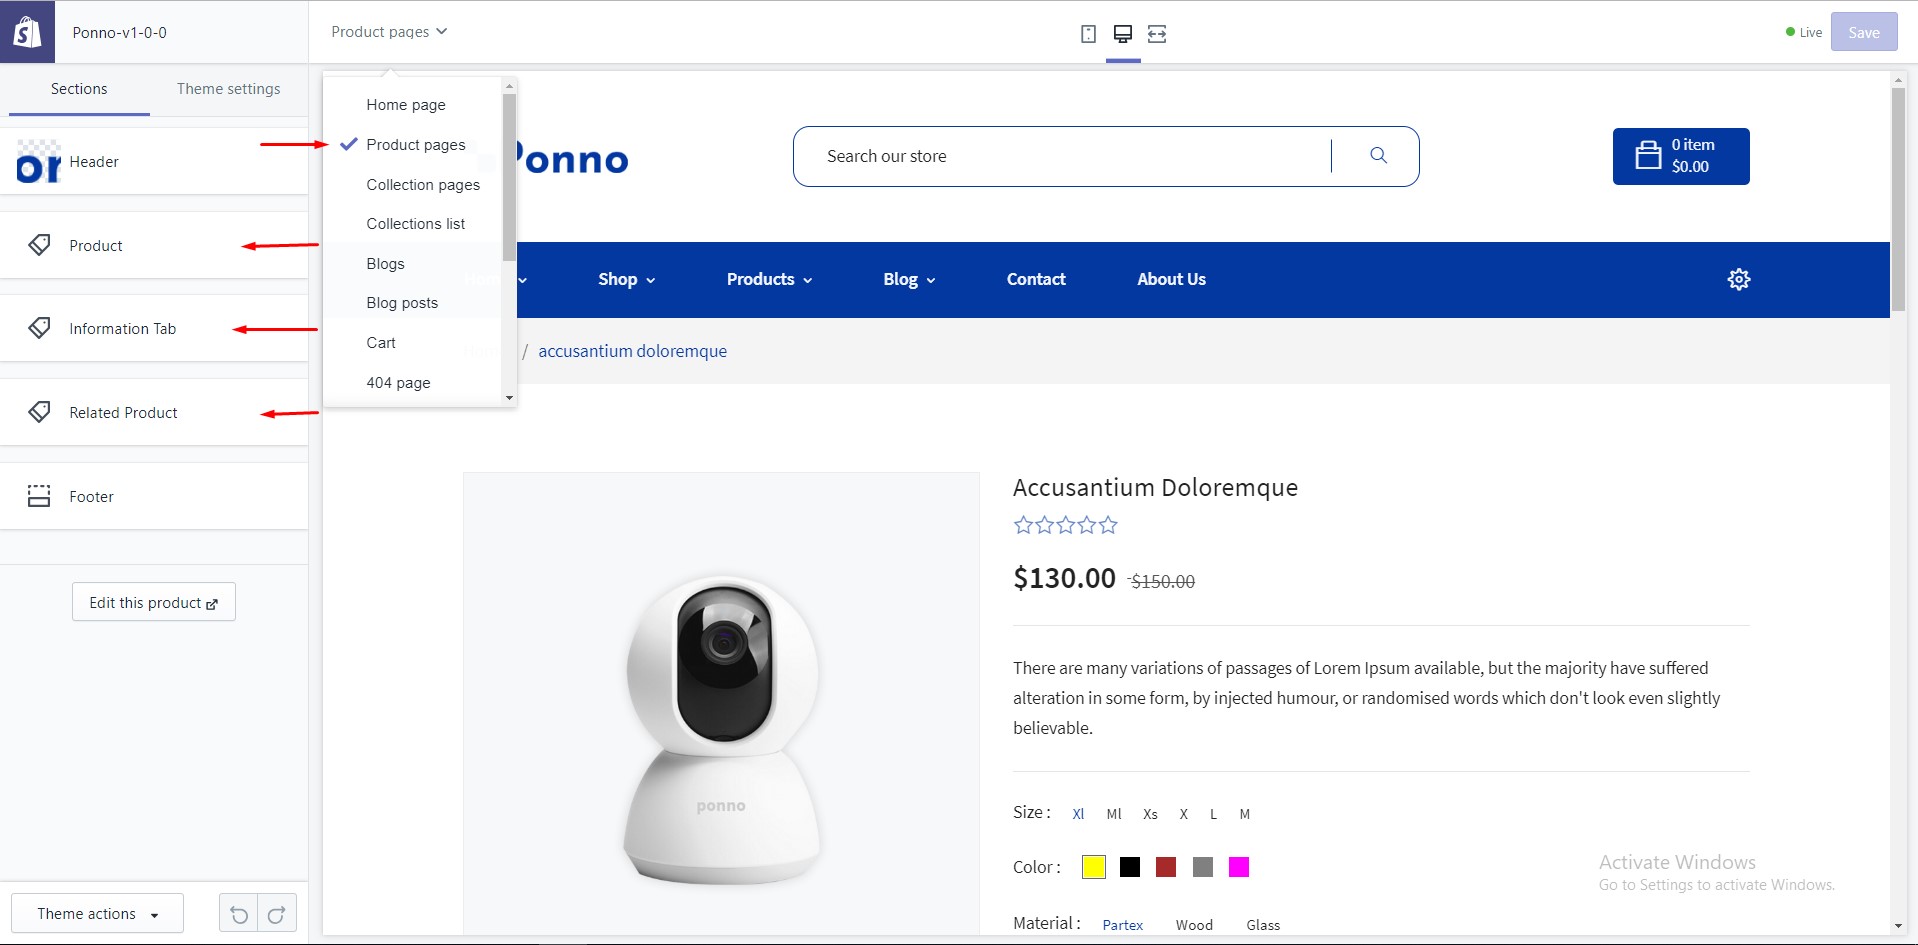 Ponno-v1-0-0
Product pages
Live
Save
Sections
Theme settings
Header
Product
Information Tab
Related Product
Footer
Edit this product
Theme actions
Home page
Product pages
Collection pages
Collections list
Blogs
Blog posts
Cart
404 page
Ponno
Search our store
0 item
$0.00
Shop
Products
Blog
Contact
About Us
/ accusantium doloremque
ponno
Accusantium Doloremque
$130.00 -$150.00
There are many variations of passages of Lorem Ipsum available, but the majority have suffered
alteration in some form, by injected humour, or randomised words which don't look even slightly
believable.
Size : Xl Ml Xs X L M
Color :
Material : Partex Wood Glass
Activate Windows
Go to Settings to activate Windows.